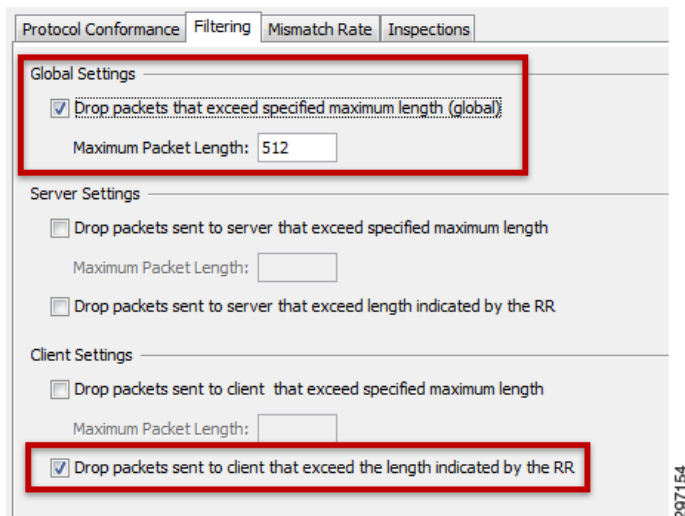 Protocol Conformance Filtering Mismatch Rate Inspections
Global Settings
Drop packets that exceed specified maximum length (global)
Maximum Packet Length: 512
Server Settings
Drop packets sent to server that exceed specified maximum length
Maximum Packet Length:
Drop packets sent to server that exceed length indicated by the RR
Client Settings
Drop packets sent to client that exceed specified maximum length
Maximum Packet Length:
Drop packets sent to client that exceed the length indicated by the RR
297154